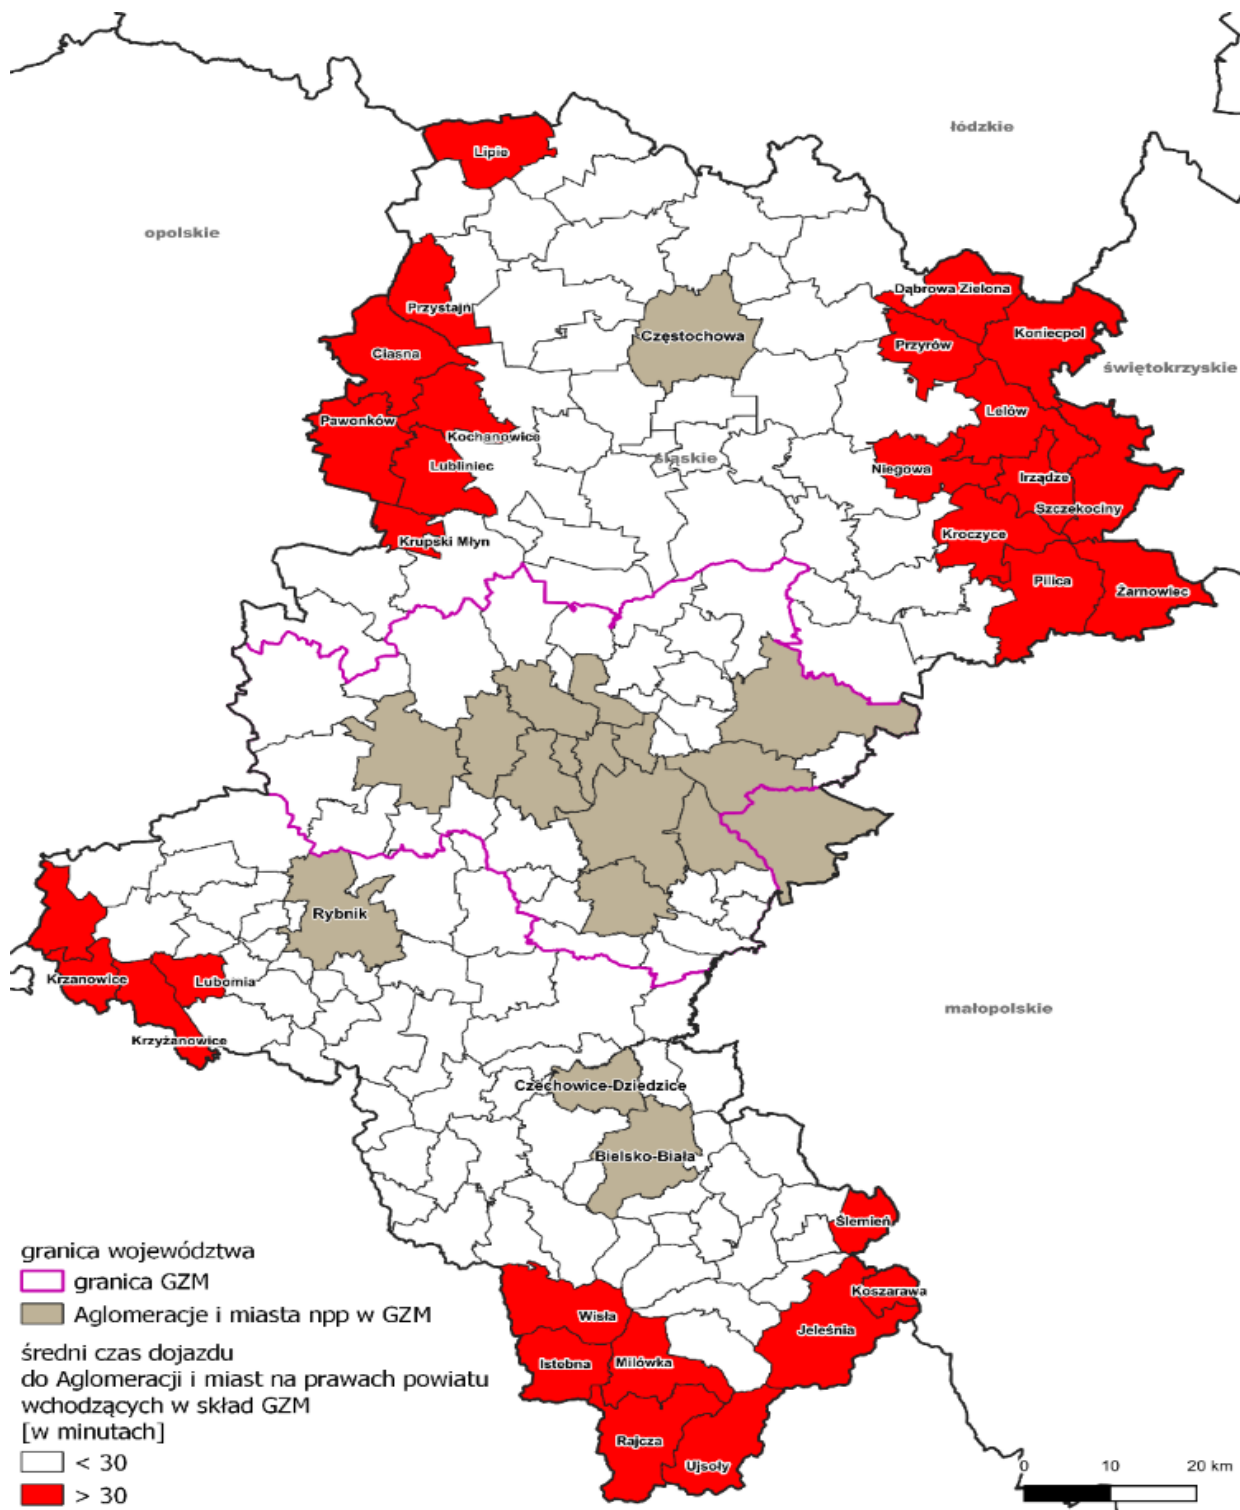 łódzkie
Lipie
opolskie
Dąbrowa Zielona
Przystajń
Koniecpol
Częstochowa
Przyrów
Ciasna
świętokrzyskie
Lelów
Pawonków
Kochanowice
śląskie
Lubliniec
Niegowa
Irządze
Szczekociny
Kroczyce
Krupski Młyn
Pilica
Żarnowiec
Rybnik
Krzanowice
Lubomia
małopolskie
Krzyżanowice
Czechowice-Dziedzice
Bielsko-Biała
Ślemień
granica województwa
granica GZM
Koszarawa
Aglomeracje i miasta npp w GZM
Wisła
Jeleśnia
średni czas dojazdu
Istebna
Milówka
do Aglomeracji i miast na prawach powiatu
wchodzących w skład GZM
[w minutach]
Rajcza
Ujsoły
< 30
> 30
0 10 20 km